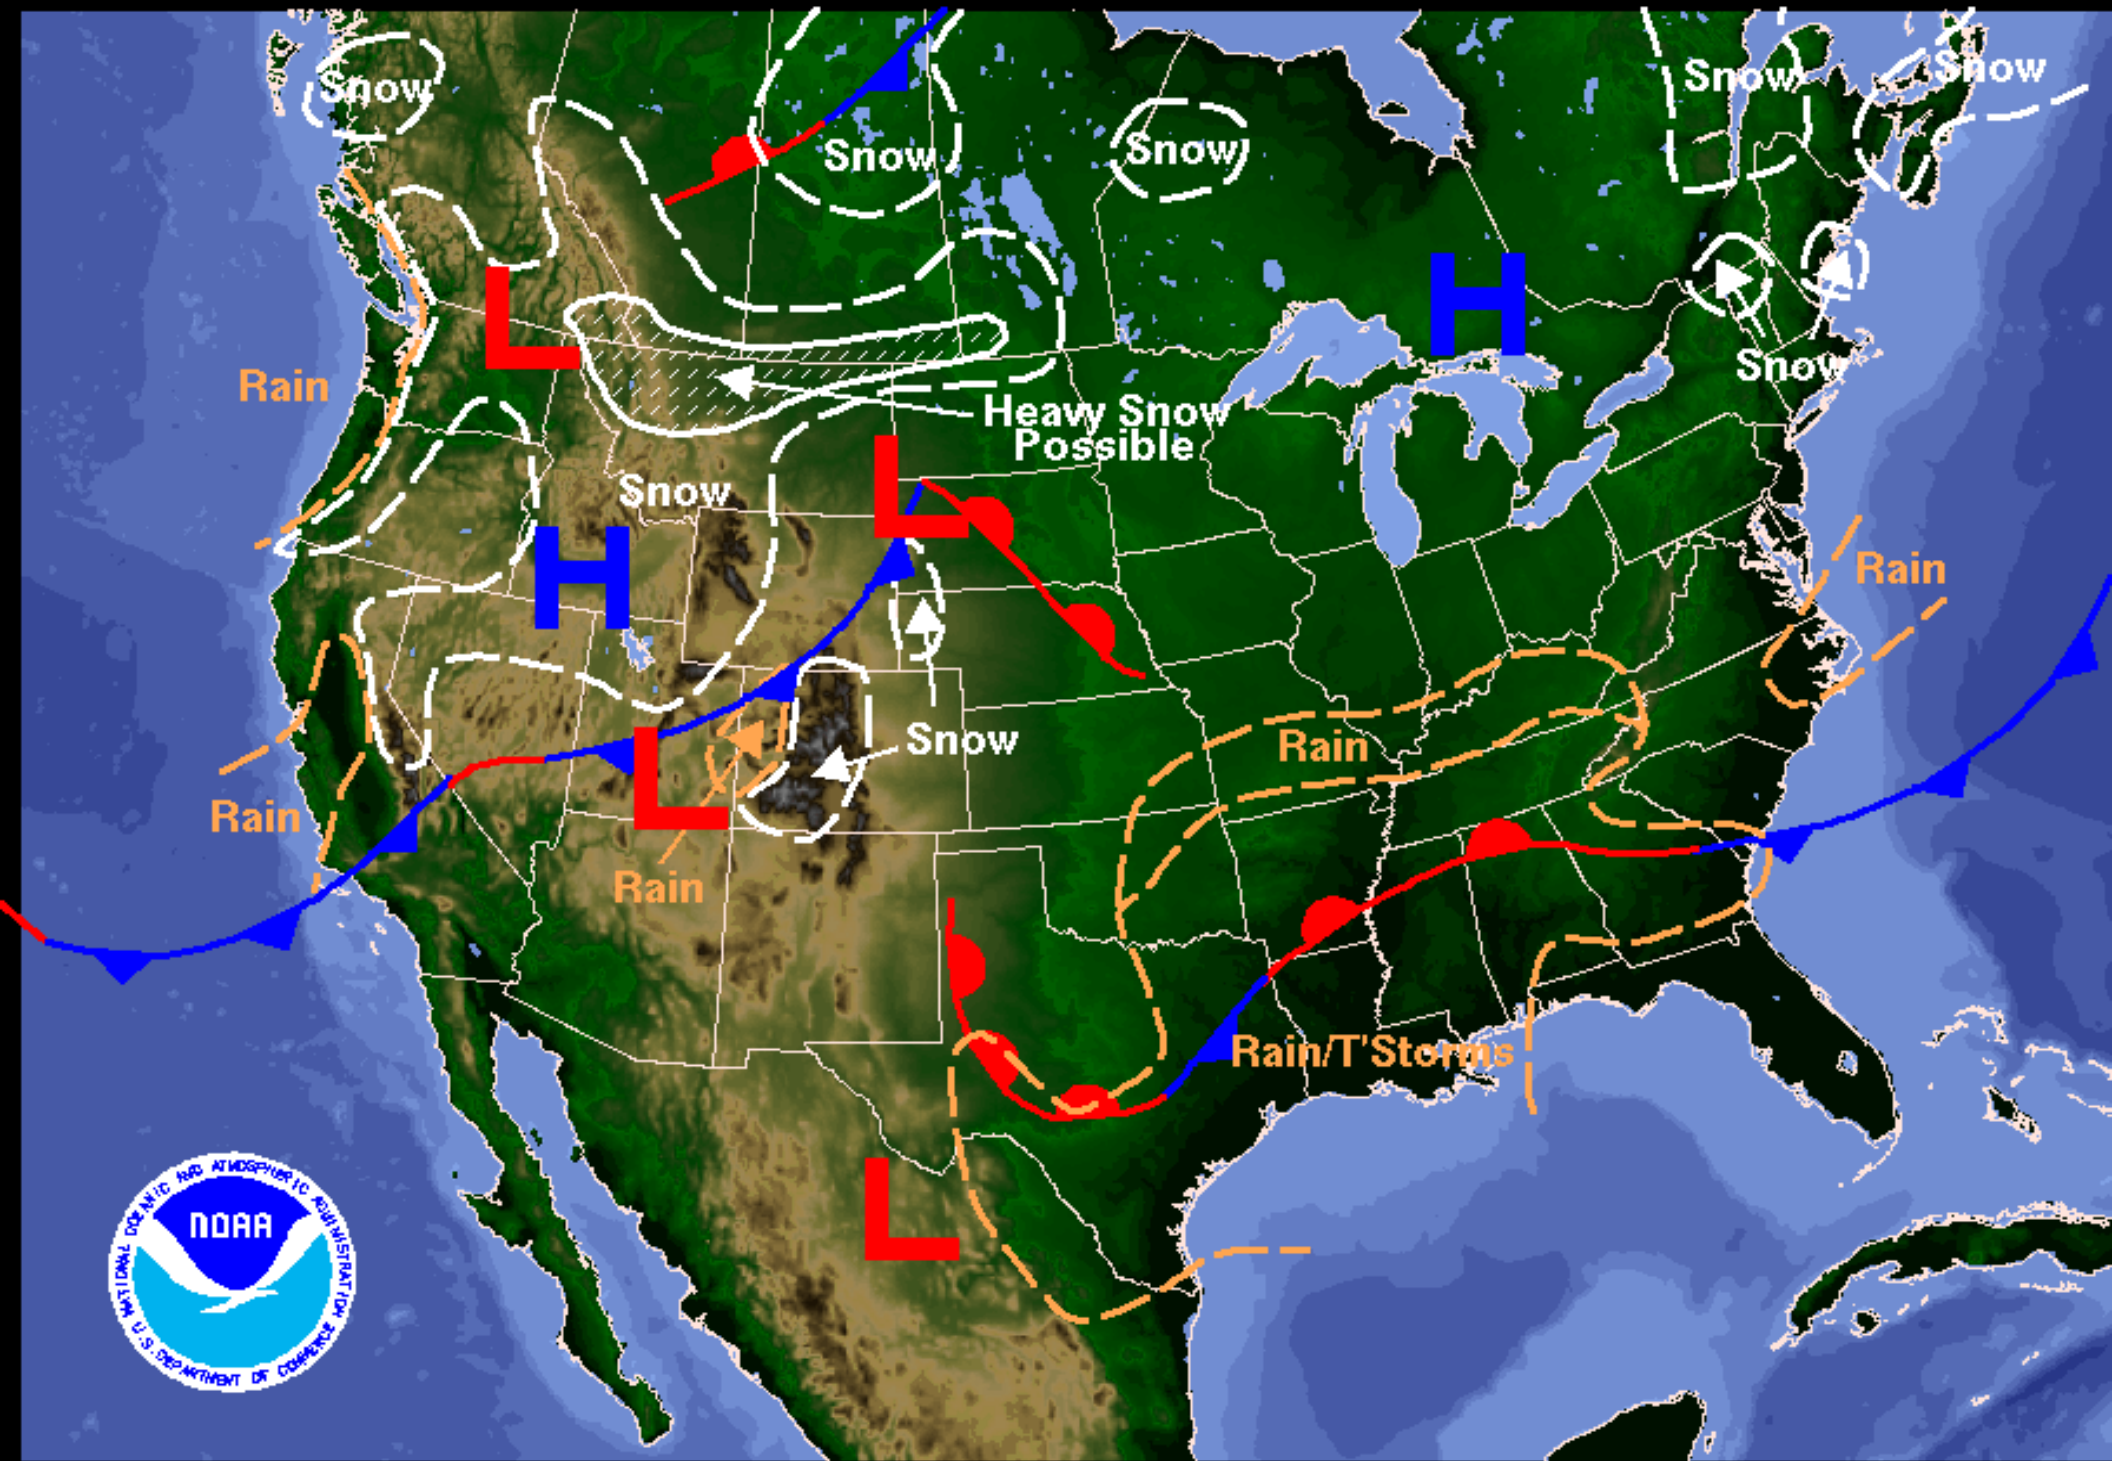 Snow
Snow
Snow
Snow
Snow
H
L
Snow
Rain
Heavy Snow
Possible
L
Snow
H
Rain
Snow
Rain
L
Rain
Rain
Rain/T'Storms
L
NATIONAL OCEANIC AND ATMOSPHERIC ADMINISTRATION
NOAA
U.S. DEPARTMENT OF COMMERCE